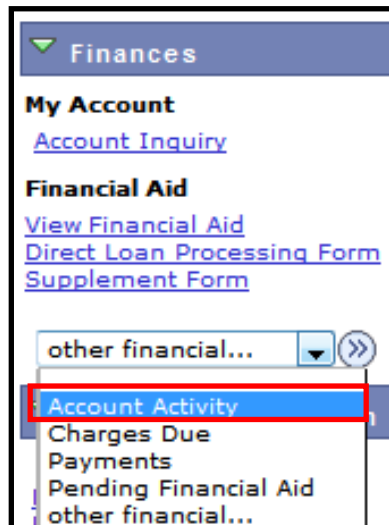 Finances
My Account
Account Inquiry
Financial Aid
View Financial Aid
Direct Loan Processing Form
Supplement Form
other financial...
Account Activity
Charges Due
Payments
Pending Financial Aid
other financial...